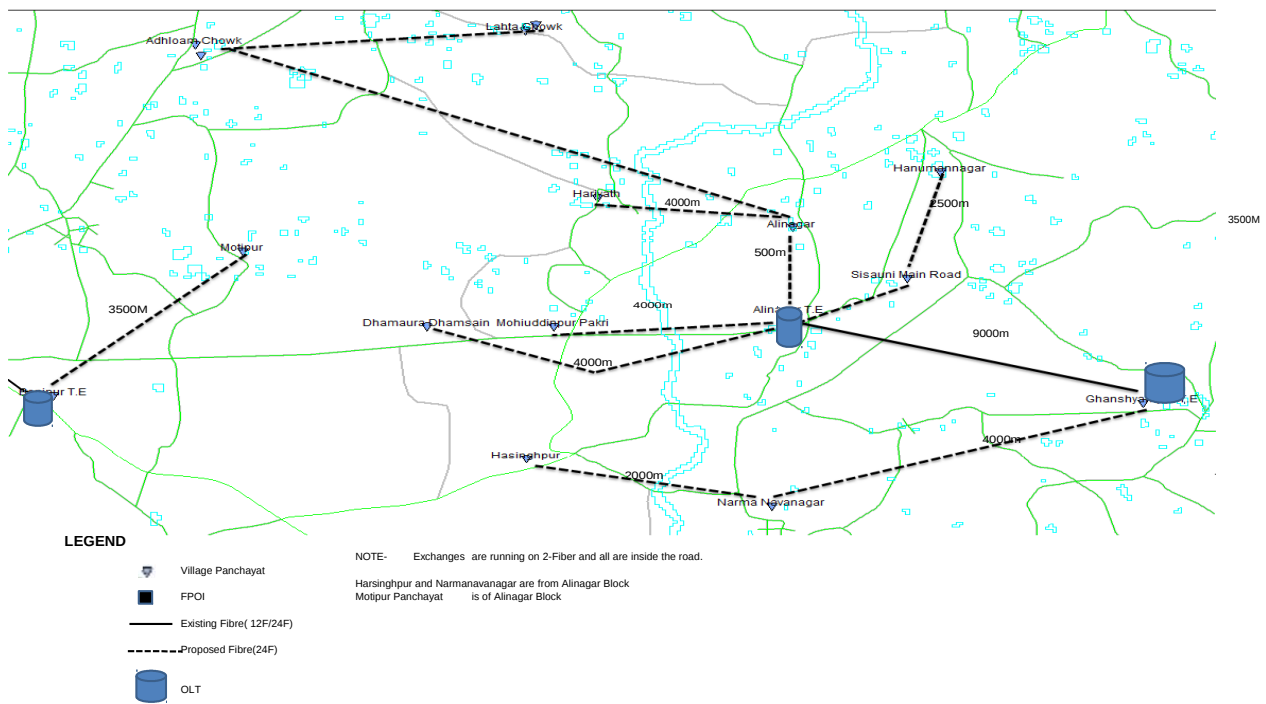 Lahta Chowk
Adhloam Chowk
Hanumannagar
Harivath
4000m
2500m
Alinagar
3500M
Motipur
500m
Sisauni Main Road
3500M
4000m
T.E
Dhamaura Dhamsain
Mohiuddinpur Pakri
9000m
4000m
T.E
T.E
4000m
Hasinghpur
2000m
Narma Navanagar
LEGEND
NOTE- Exchanges are running on 2-Fiber and all are inside the road.
Village Panchayat
Harsinghpur and Narmanavanagar are from Alinagar Block
FPOI
Motipur Panchayat is of Alinagar Block
Existing Fibre( 12F/24F)
Proposed Fibre(24F)
OLT